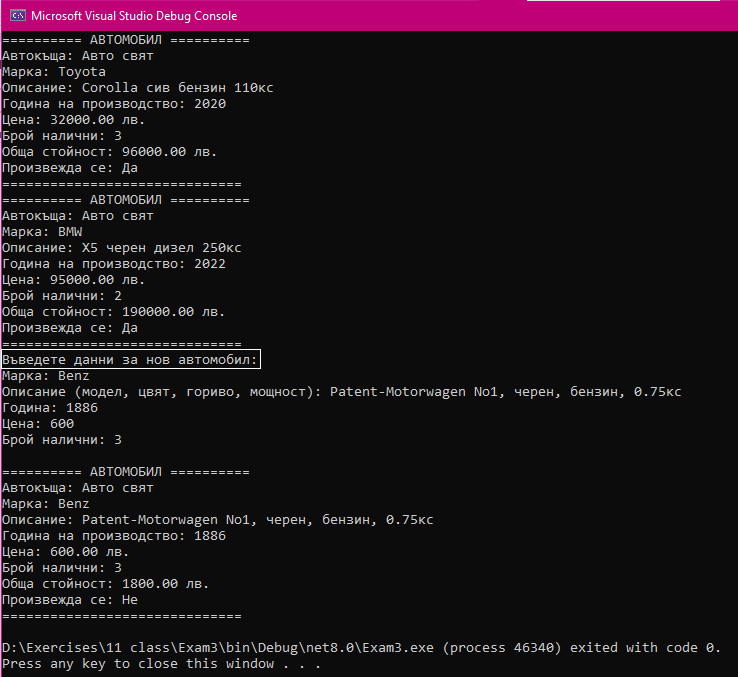 Microsoft Visual Studio Debug Console
========== АВТОМОБИЛ ==========
Автокъща: Авто свят
Марка: Toyota
Описание: Corolla сив бензин 110кс
Година на производство: 2020
Цена: 32000.00 лв.
Брой налични: 3
Обща стойност: 96000.00 лв.
Произвежда се: Да
==============================
========== АВТОМОБИЛ ==========
Автокъща: Авто свят
Марка: BMW
Описание: X5 черен дизел 250кс
Година на производство: 2022
Цена: 95000.00 лв.
Брой налични: 2
Обща стойност: 190000.00 лв.
Произвежда се: Да
==============================
Въведете данни за нов автомобил:
Марка: Benz
Описание (модел, цвят, гориво, мощност): Patent-Motorwagen No1, черен, бензин, 0.75кс
Година: 1886
Цена: 600
Брой налични: 3
========== АВТОМОБИЛ ==========
Автокъща: Авто свят
Марка: Benz
Описание: Patent-Motorwagen No1, черен, бензин, 0.75кс
Година на производство: 1886
Цена: 600.00 лв.
Брой налични: 3
Обща стойност: 1800.00 лв.
Произвежда се: Не
==============================
D:\Exercises\11 class\Exam3\bin\Debug\net8.0\Exam3.exe (process 46340) exited with code 0.
Press any key to close this window . . .